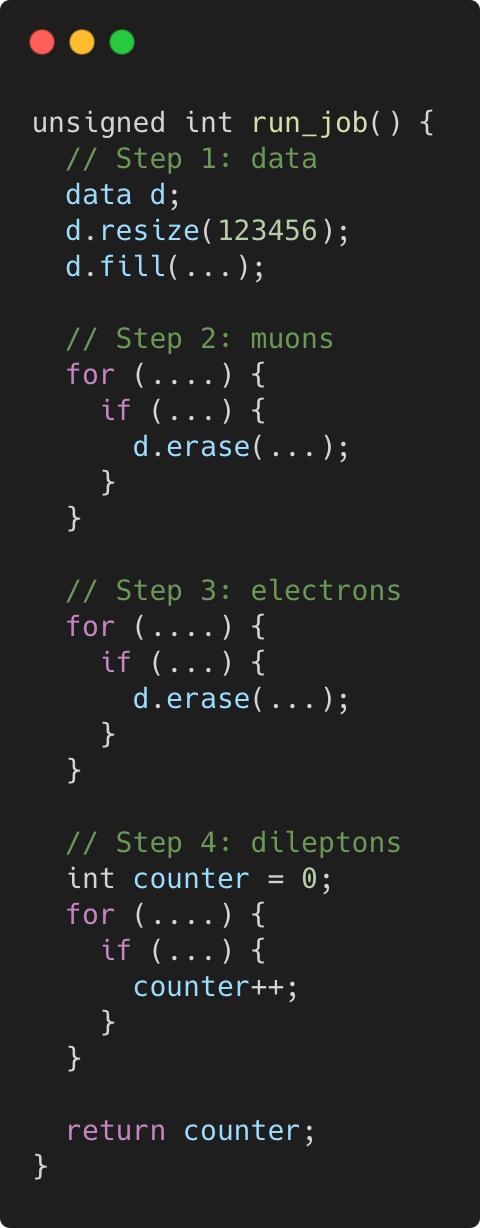 unsigned int run_job() {
  // Step 1: data
  data d;
  d.resize(123456);
  d.fill(...);

  // Step 2: muons
  for (....) {
    if (...) {
      d.erase(...);
    }
  }

  // Step 3: electrons
  for (....) {
    if (...) {
      d.erase(...);
    }
  }

  // Step 4: dileptons
  int counter = 0;
  for (....) {
    if (...) {
      counter++;
    }
  }

  return counter;
}